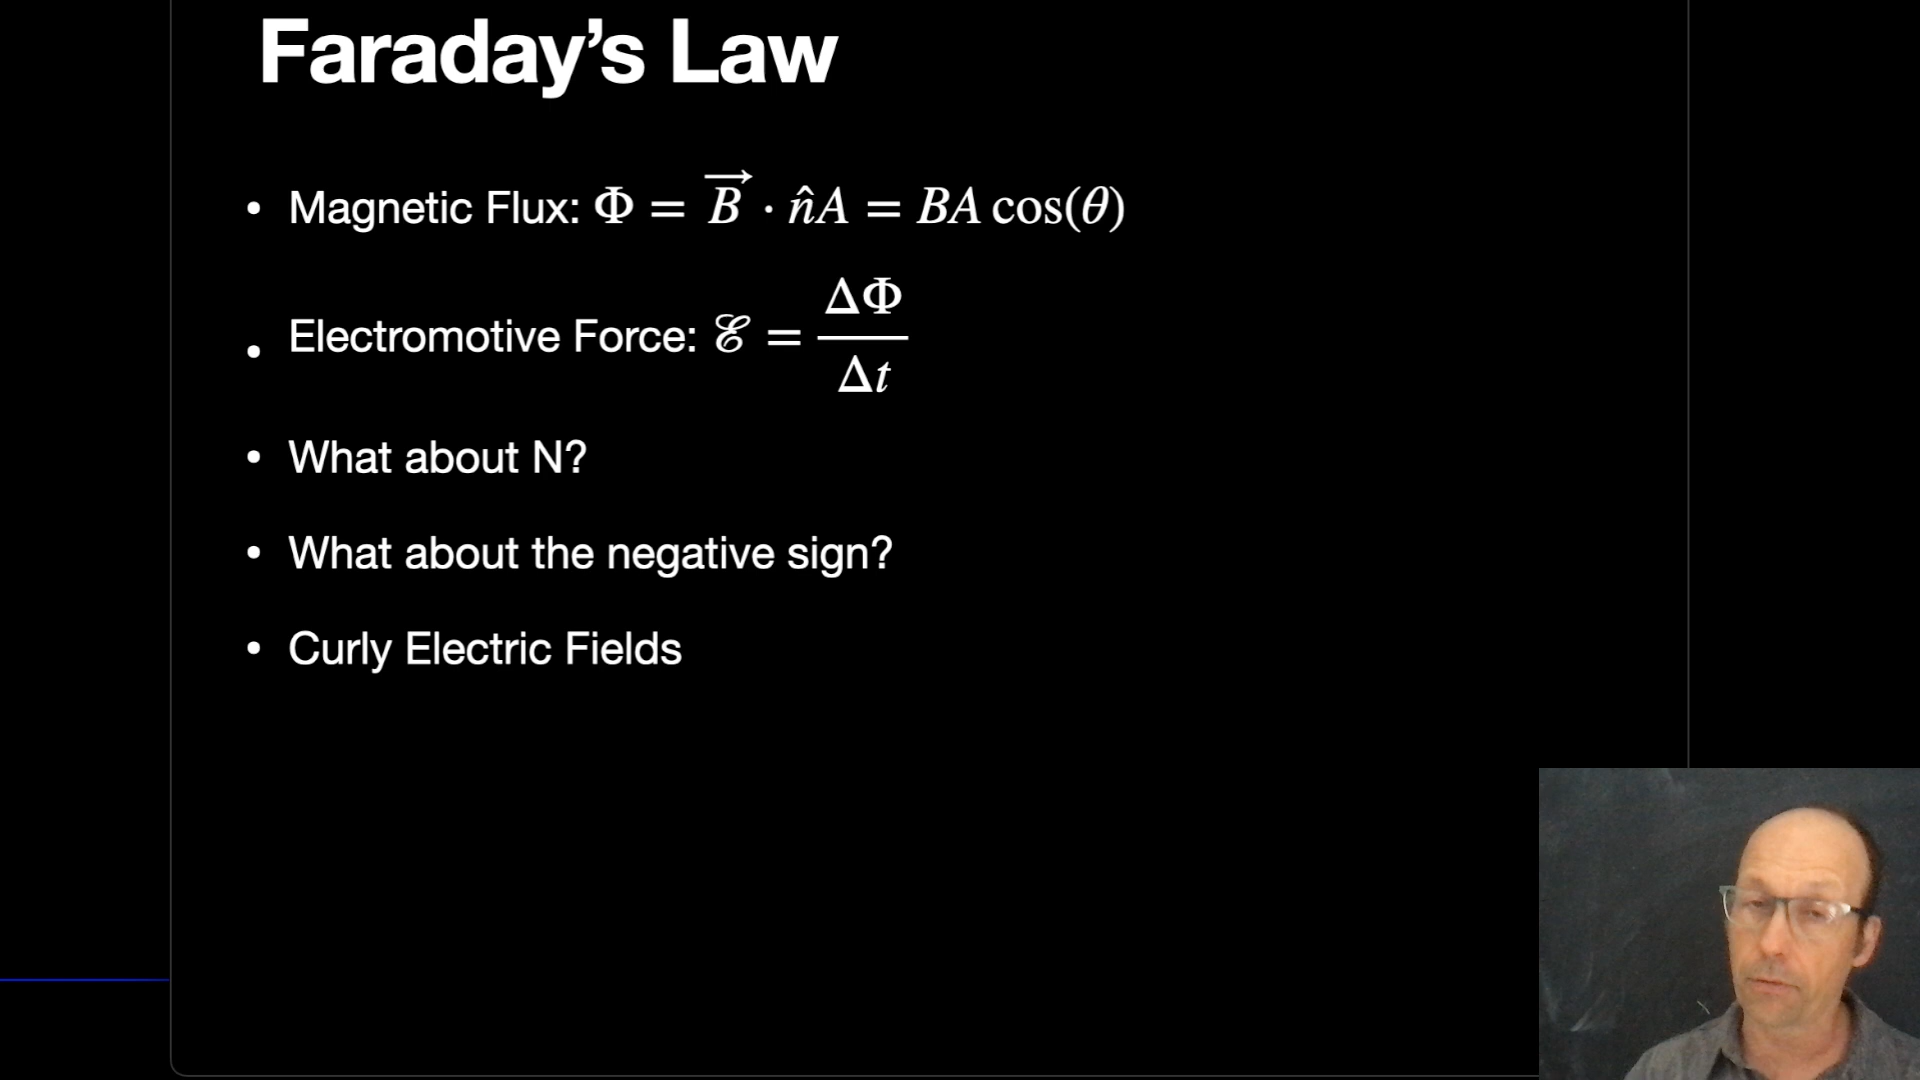 Faraday’s Law
• Magnetic Flux: Φ = B⃗ · n̂A = BA cos(θ)
• Electromotive Force: ℰ = ΔΦ / Δt
• What about N?
• What about the negative sign?
• Curly Electric Fields